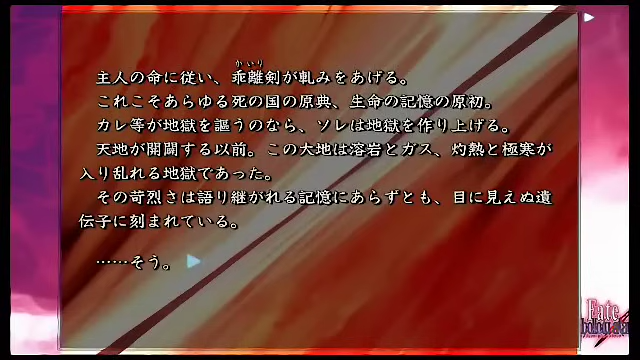 かいり
主人の命に従い、乖離剣が軋みをあげる。
これこそあらゆる死の国の原典、生命の記憶の原初。
カレ等が地獄を謳うのなら、ソレは地獄を作り上げる。
天地が開闢する以前。この大地は溶岩とガス、灼熱と極寒が
入り乱れる地獄であった。
その苛烈さは語り継がれる記憶にあらずとも、目に見えぬ遺
伝子に刻まれている。
……そう。
Fate
hollow ataraxia